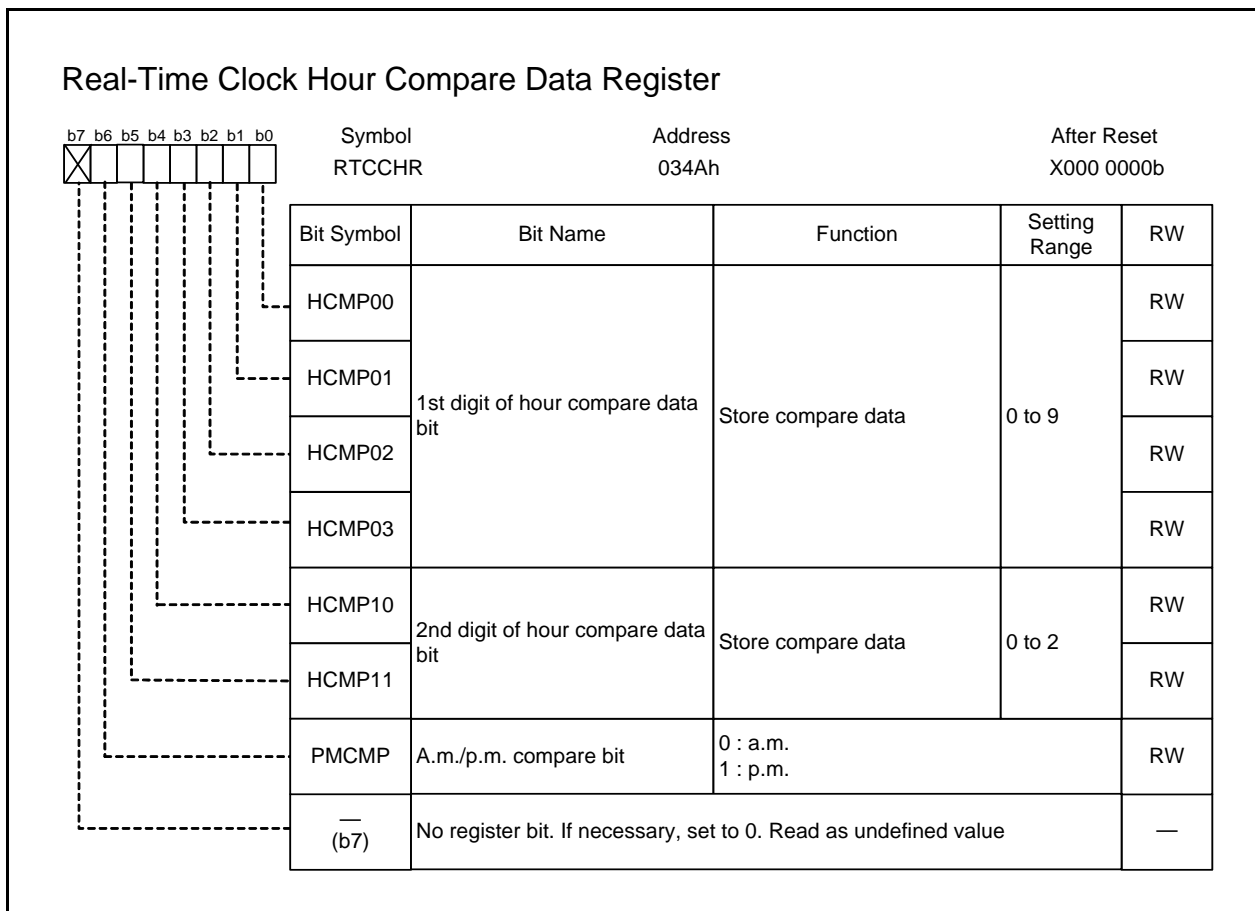 Real-Time Clock Hour Compare Data Register
b7 b6 b5 b4 b3 b2 b1 b0
Symbol Address After Reset
RTCCHR 034Ah X000 0000b
Bit Symbol Bit Name Function Setting Range RW
HCMP00 RW
HCMP01 RW
1st digit of hour compare data
bit
Store compare data 0 to 9
HCMP02 RW
HCMP03 RW
HCMP10 RW
2nd digit of hour compare data
bit
Store compare data 0 to 2
HCMP11 RW
PMCMP A.m./p.m. compare bit 0 : a.m.
1 : p.m.
RW
—
(b7)
No register bit. If necessary, set to 0. Read as undefined value —